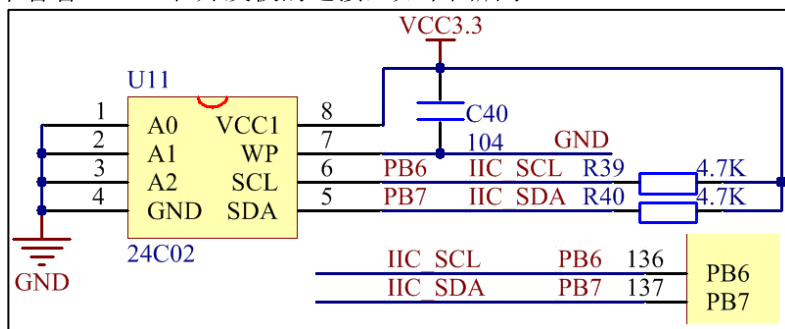 VCC3.3
U11
1 A0 VCC1 8
2 A1 WP 7
3 A2 SCL 6
4 GND SDA 5
24C02
GND
C40
104
GND
PB6 IIC_SCL R39 4.7K
PB7 IIC_SDA R40 4.7K
IIC_SCL PB6 136 PB6
IIC_SDA PB7 137 PB7